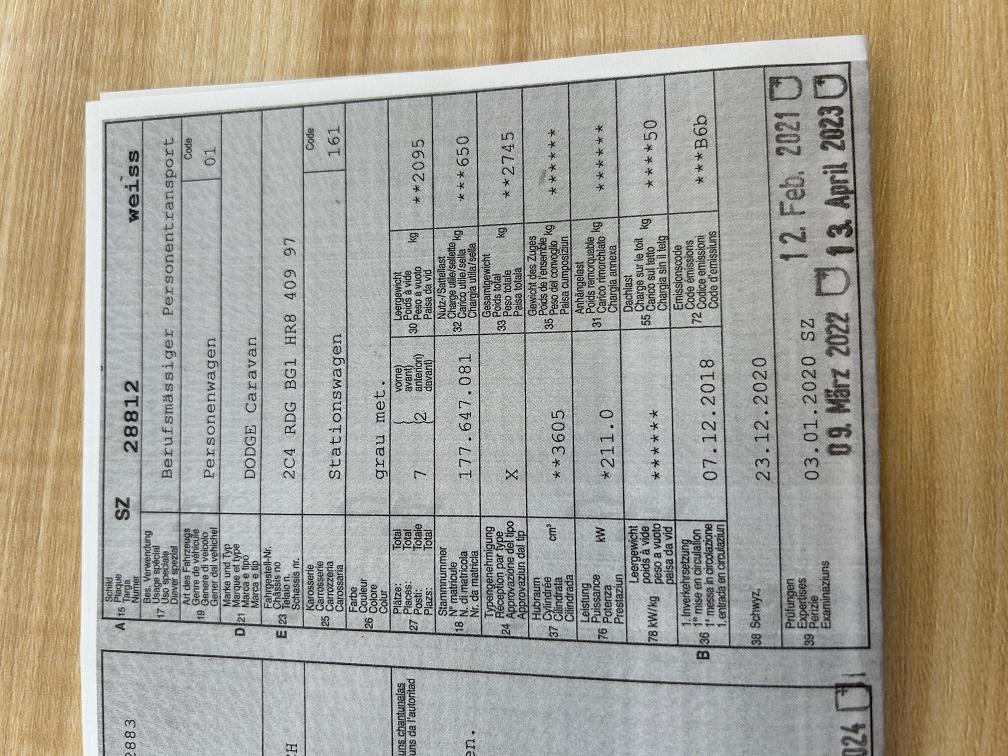 A 15 Schild Plaque Targa Numer
SZ 28812 weiss
17 Bes. Verwendung Usage spécial Uso speciale Diever spezial
Berufsmässiger Personentransport
19 Art des Fahrzeugs Genre de véhicule Genere di veicolo Gener dal vehichel
Personenwagen
Code 01
D 21 Marke und Typ Marque et type Marca e tipo Marca e tip
DODGE Caravan
E 23 Fahrgestell-Nr. Châssis no Telaio n. Schassis nr.
2C4 RDG BG1 HR8 409 97
25 Karosserie Carrosserie Carrozzeria Carossaria
Stationswagen
Code 161
26 Farbe Couleur Colore Colur
grau met.
27 Plätze: Total Places: Total Posti: Totale Plazs: Total
7 2 vorne) avant) anteriori) davant)
30 Leergewicht Poids à vide Peso a vuoto Paisa da vid kg
**2095
18 Stammnummer N° matricule N. di matricola Nr. da matricla
177.647.081
32 Nutz-/Sattellast Charge utile/sellette Carico utile/sella Chargia utila/sella kg
***650
24 Typengenehmigung Réception par type Approvazione del tipo Approvaziun dal tip
X
33 Gesamtgewicht Poids total Peso totale Paisa totala kg
**2745
37 Hubraum Cylindrée Cilindrata Cilindrada cm³
**3605
35 Gewicht des Zuges Poids de l'ensemble Peso del convoglio Paisa cumposiziun kg
******
76 Leistung Puissance Potenza Prestaziun kW
*211.0
31 Anhängelast Poids remorquable Carico rimorchiato Chargia annexa kg
******
78 kW/kg Leergewicht poids à vide peso a vuoto paisa da vid
******
55 Dachlast Charge sur le toit Carico sul tetto Chargia sin il tetg kg
****50
B 36 1. Inverkehrsetzung 1re mise en circulation 1a messa in circolazione 1. entrada en circulaziun
07.12.2018
72 Emissionscode Code émissions Codice emissioni Code d'emissiuns
***B6b
38 Schwyz,
23.12.2020
39 Prüfungen Expertises Perizie Examinaziuns
03.01.2020 SZ
12. Feb. 2021
09. März 2022
13. April 2023
2883
CH
uns chantunalas
uns da l'autoritad
en.
024